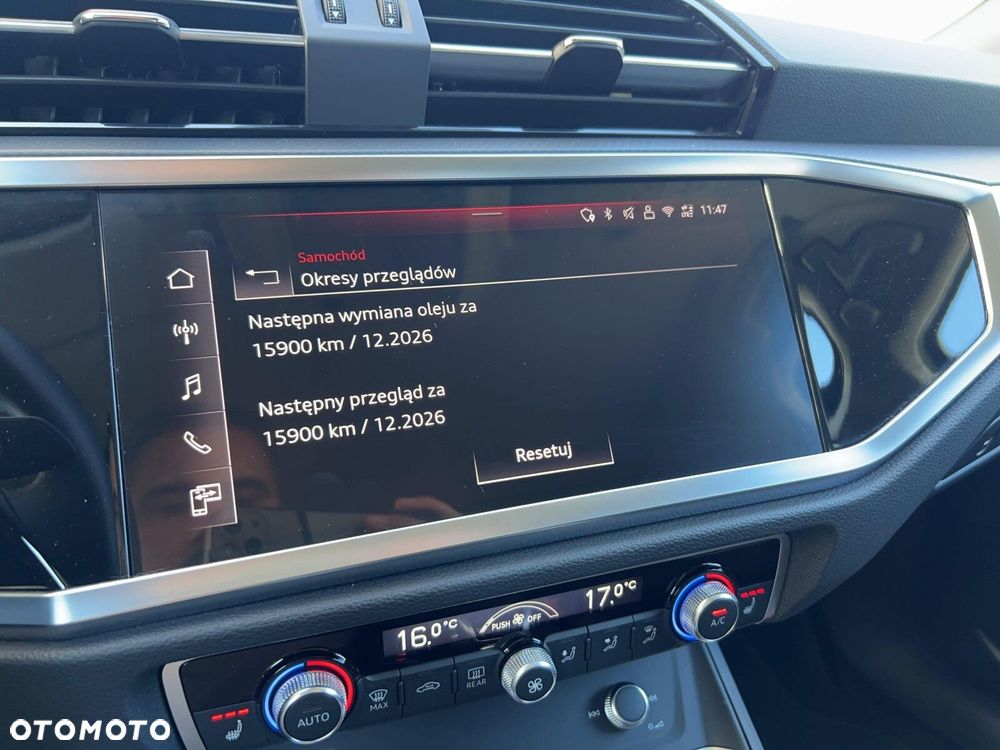 11:47
Samochód
Okresy przeglądów
Następna wymiana oleju za
15900 km / 12.2026
Następny przegląd za
15900 km / 12.2026
Resetuj
16.0°C
PUSH OFF
17.0°C
A/C
AUTO
MAX
REAR
OTOMOTO